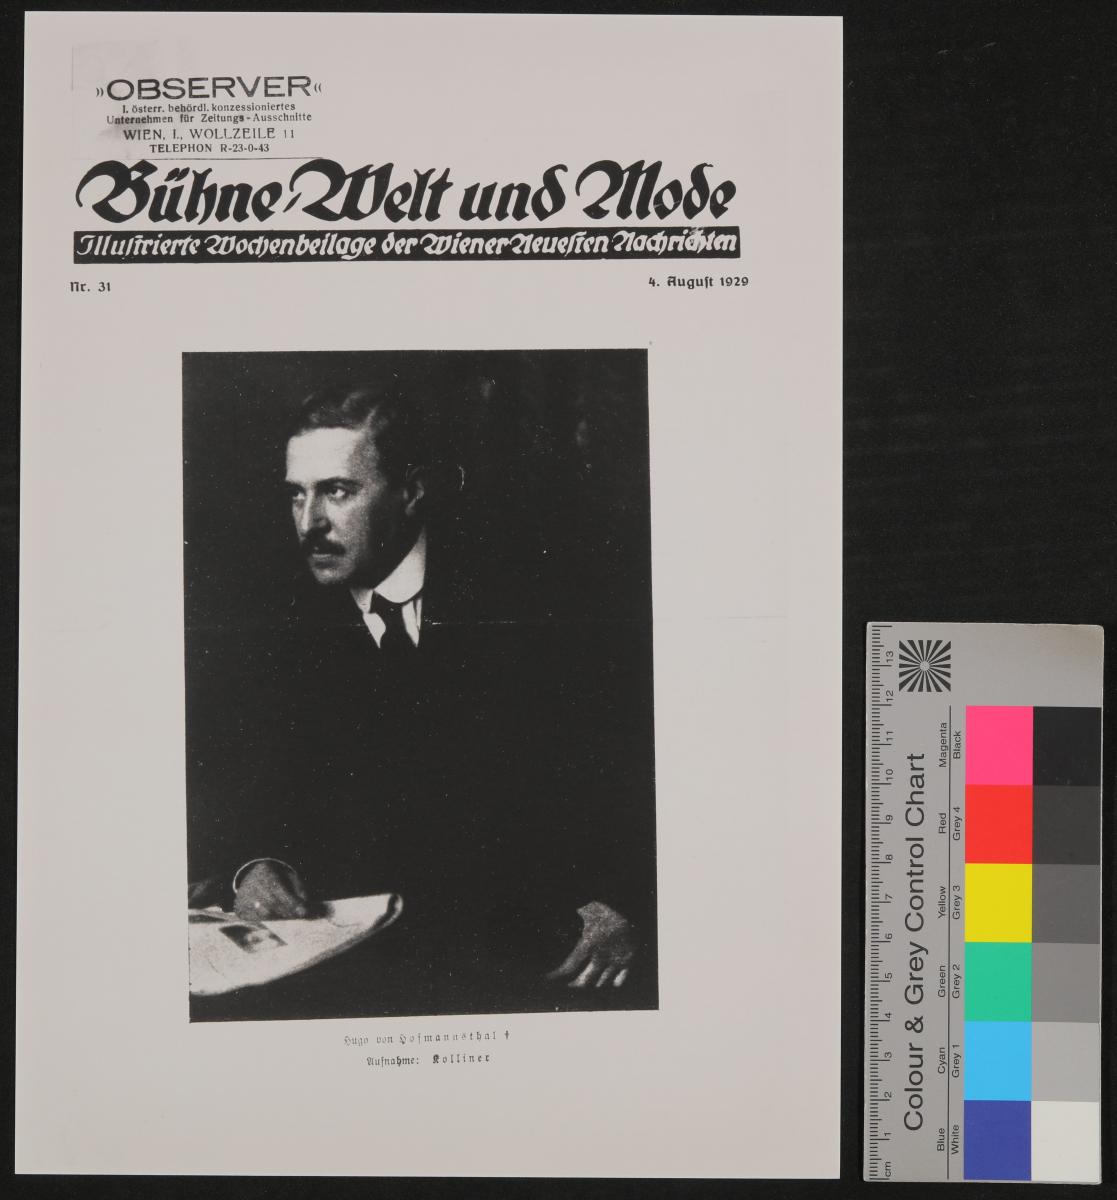 »OBSERVER«
I. österr. behördl. konzessioniertes
Unternehmen für Zeitungs-Ausschnitte
WIEN, I., WOLLZEILE 11
TELEPHON R-23-0-43
Bühne, Welt und Mode
Illustrierte Wochenbeilage der Wiener Neuesten Nachrichten
Nr. 31
4. August 1929
Hugo von Hofmannsthal †
Aufnahme: Kolliner
Colour & Grey Control Chart
Blue Cyan Green Yellow Red Magenta
White Grey 1 Grey 2 Grey 3 Grey 4 Black
cm 1 2 3 4 5 6 7 8 9 10 11 12 13